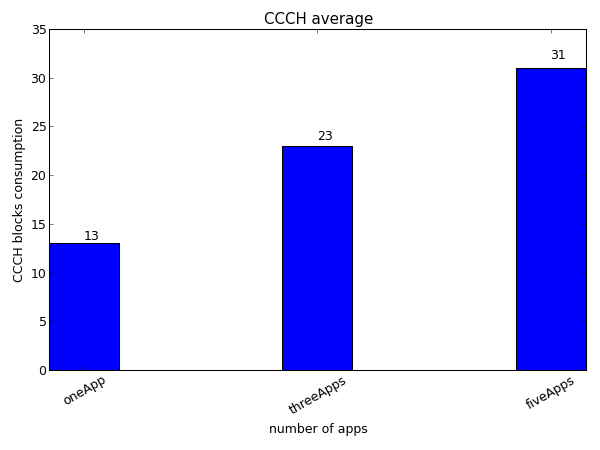 CCCH average
35
30
25
20
15
10
5
0
CCCH blocks consumption
13
23
31
oneApp
threeApps
fiveApps
number of apps